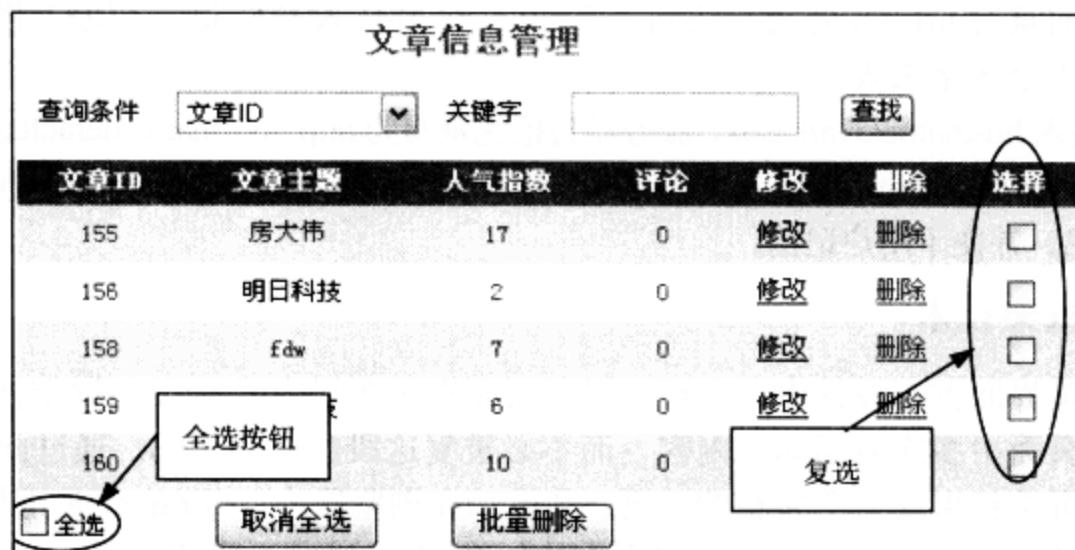 文章信息管理
查询条件 文章ID 关键字 查找
文章ID 文章主题 人气指数 评论 修改 删除 选择
155 房大伟 17 0 修改 删除
156 明日科技 2 0 修改 删除
158 fdw 7 0 修改 删除
159 6 0 修改 删除
全选按钮
160 10 0
复选
全选 取消全选 批量删除